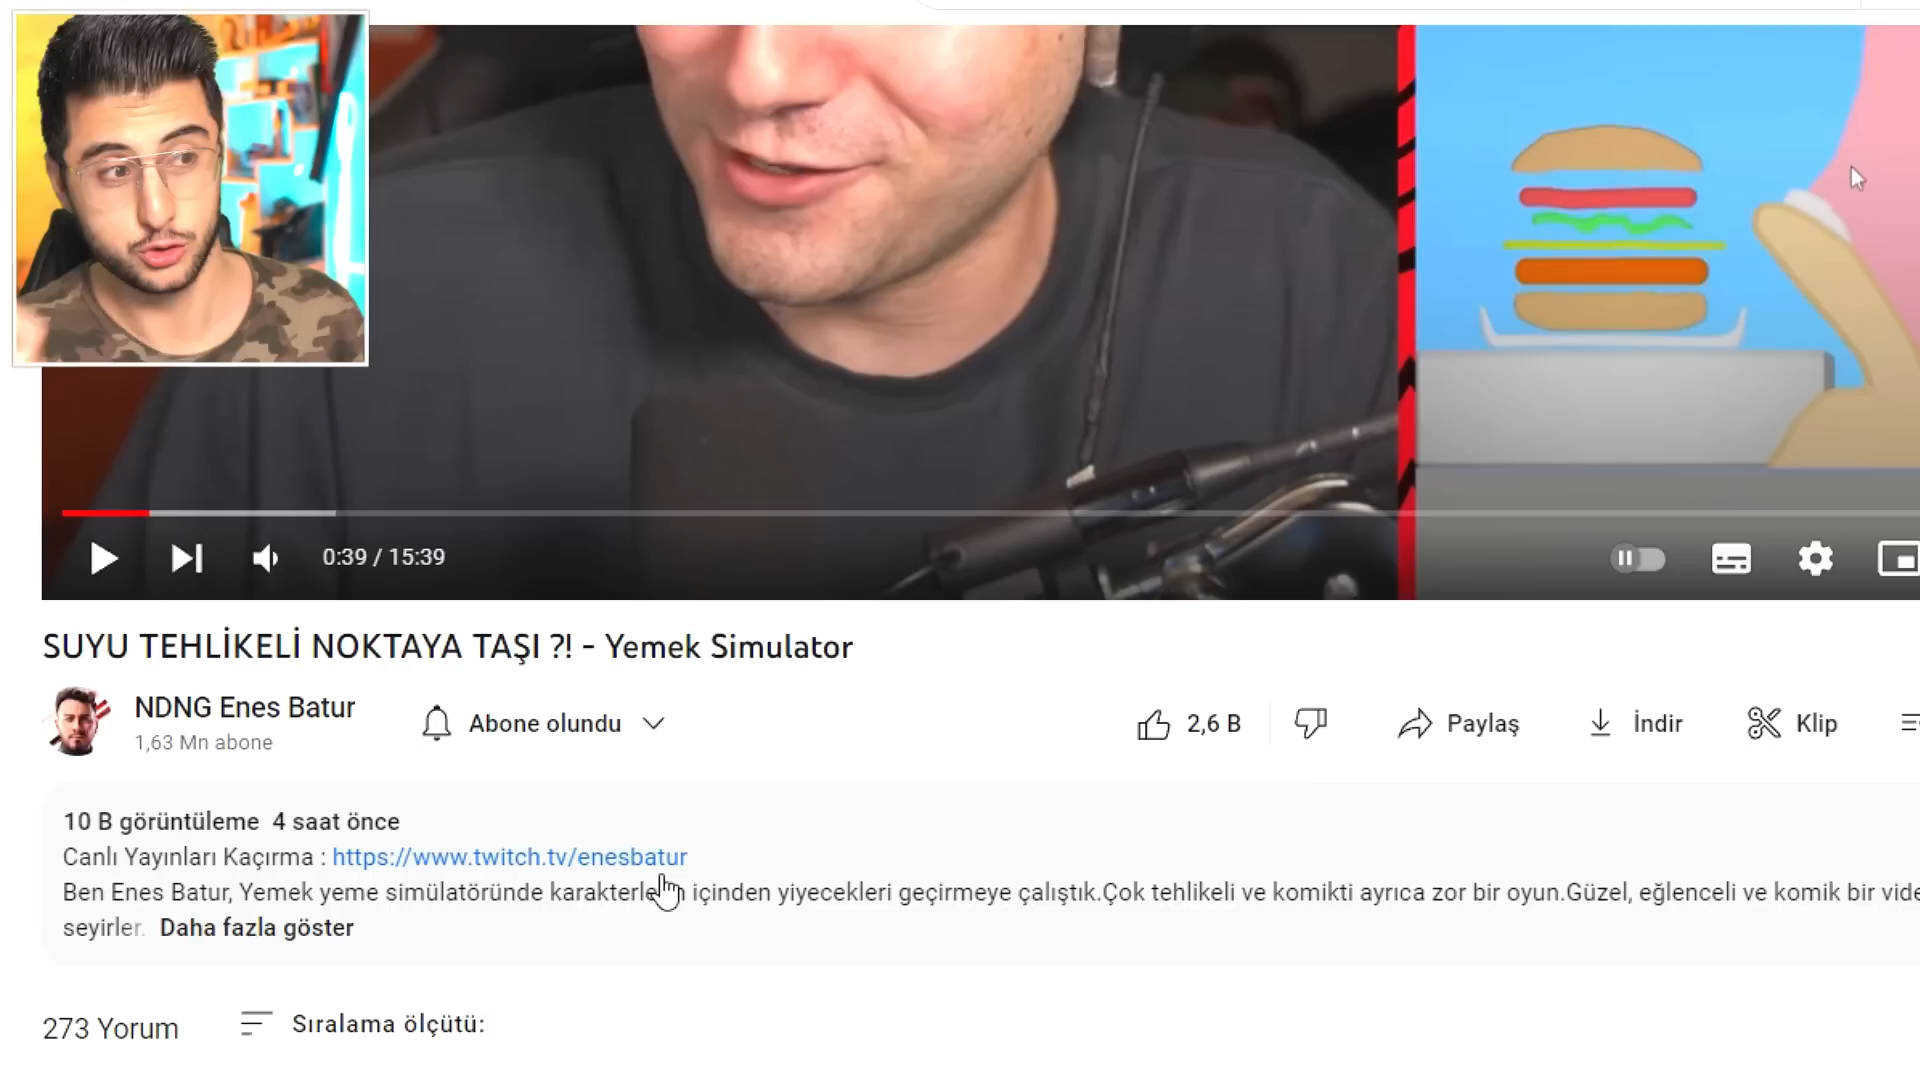 0:39 / 15:39
SUYU TEHLİKELİ NOKTAYA TAŞI ?! - Yemek Simulator
NDNG Enes Batur
1,63 Mn abone
Abone olundu
2,6 B
Paylaş
İndir
Klip
10 B görüntüleme 4 saat önce
Canlı Yayınları Kaçırma : https://www.twitch.tv/enesbatur
Ben Enes Batur, Yemek yeme simülatöründe içinden yiyecekleri geçirmeye çalıştık.Çok tehlikeli ve komikti ayrıca zor bir oyun.Güzel, eğlenceli ve komik bir
seyirler. Daha fazla göster
273 Yorum
Sıralama ölçütü: